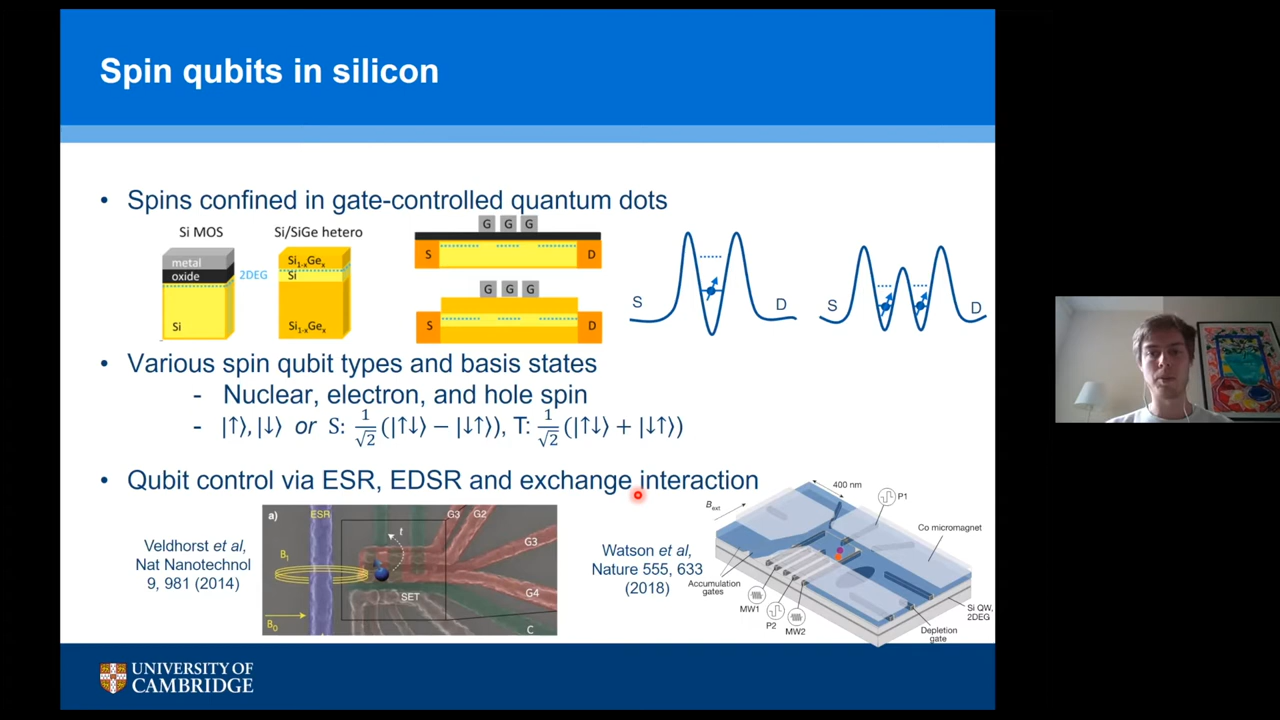 Spin qubits in silicon
• Spins confined in gate-controlled quantum dots
Si MOS
Si/SiGe hetero
metal
oxide
2DEG
Si
Si₁₋ₓGeₓ
Si
Si₁₋ₓGeₓ
G G G
S D
G G G
S D
S D
S D
• Various spin qubit types and basis states
- Nuclear, electron, and hole spin
- |↑⟩, |↓⟩ or S: 1/√2 (|↑↓⟩ − |↓↑⟩), T: 1/√2 (|↑↓⟩ + |↓↑⟩)
• Qubit control via ESR, EDSR and exchange interaction
Veldhorst et al,
Nat Nanotechnol
9, 981 (2014)
a)
ESR
G3 G2
t
G3
B₁
SET
G4
B₀
C
Watson et al,
Nature 555, 633
(2018)
400 nm
P1
Bext
Co micromagnet
Accumulation
gates
MW1
P2
MW2
Si QW,
2DEG
Depletion
gate
UNIVERSITY OF
CAMBRIDGE